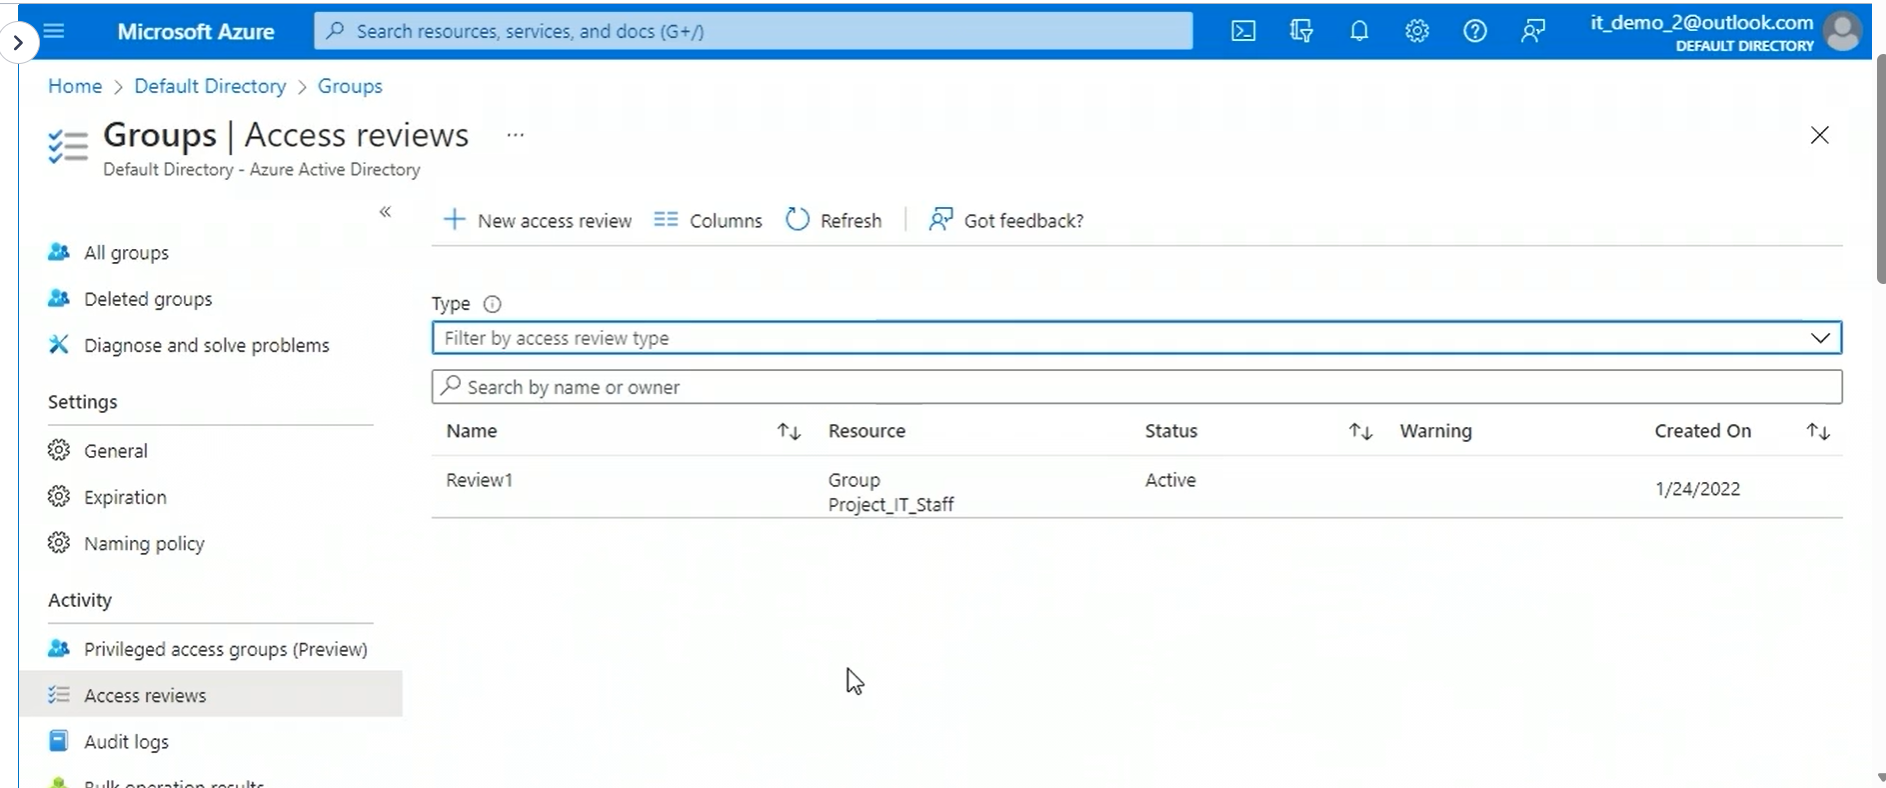 Microsoft Azure
Search resources, services, and docs (G+/)
it_demo_2@outlook.com
DEFAULT DIRECTORY
Home > Default Directory > Groups
Groups | Access reviews ...
Default Directory - Azure Active Directory
«
New access review
Columns
Refresh
Got feedback?
All groups
Deleted groups
Diagnose and solve problems
Settings
General
Expiration
Naming policy
Activity
Privileged access groups (Preview)
Access reviews
Audit logs
Bulk operation results
Type
Filter by access review type
Search by name or owner
Name Resource Status Warning Created On
Review1 Group Active 1/24/2022
Project_IT_Staff